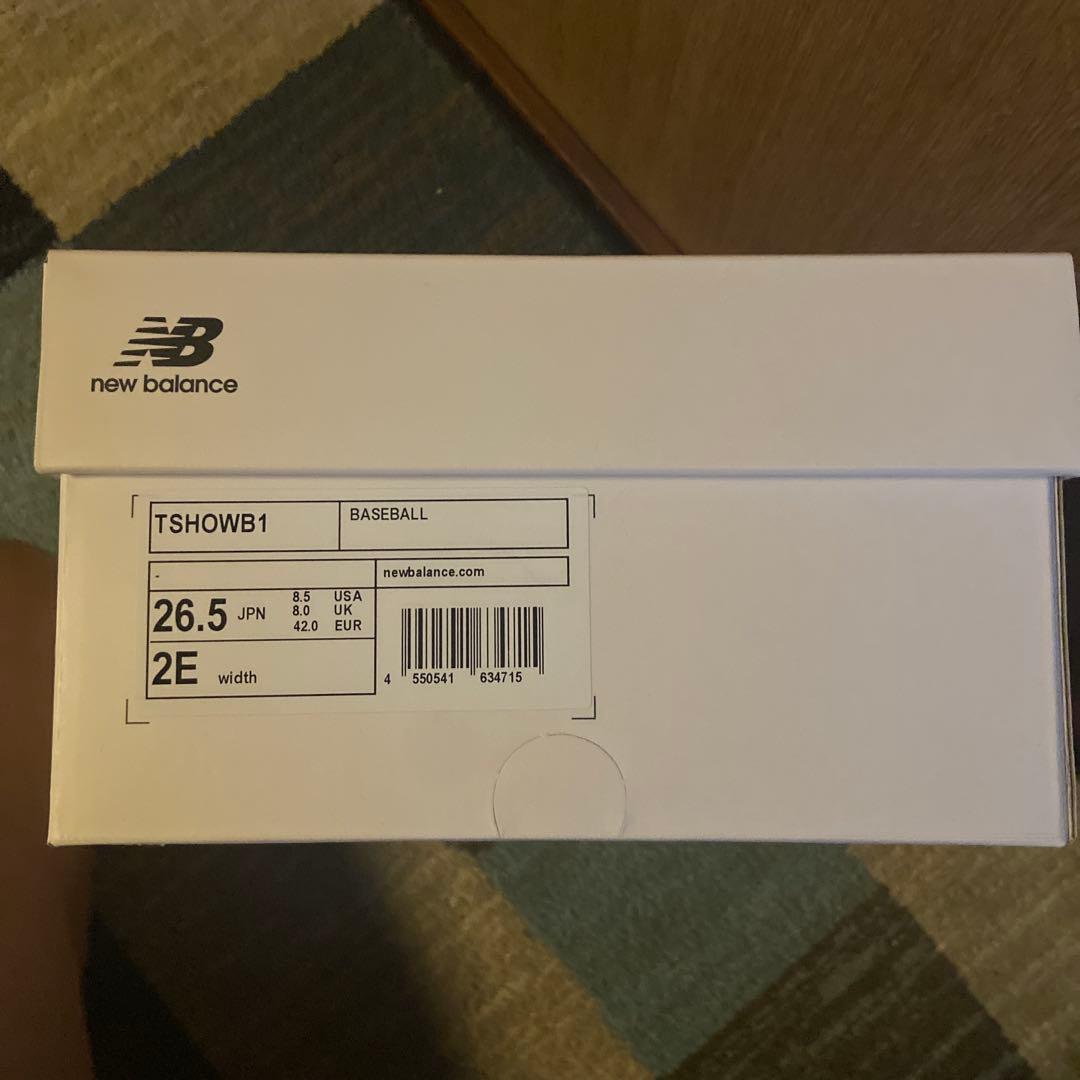 NB
new balance
TSHOWB1
BASEBALL
-
newbalance.com
26.5 JPN
8.5 USA
8.0 UK
42.0 EUR
2E width
4 550541 634715